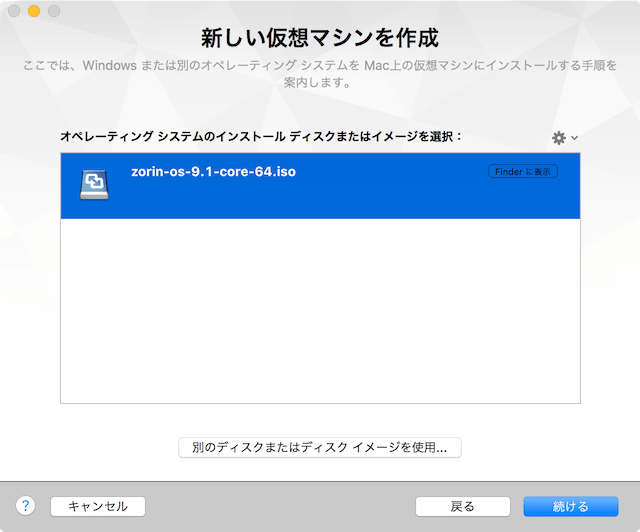 新しい仮想マシンを作成
ここでは、Windows または別のオペレーティング システムを Mac上の仮想マシンにインストールする手順を
案内します。
オペレーティング システムのインストール ディスクまたはイメージを選択：
zorin-os-9.1-core-64.iso
Finder に表示
別のディスクまたはディスク イメージを使用...
?
キャンセル
戻る
続ける